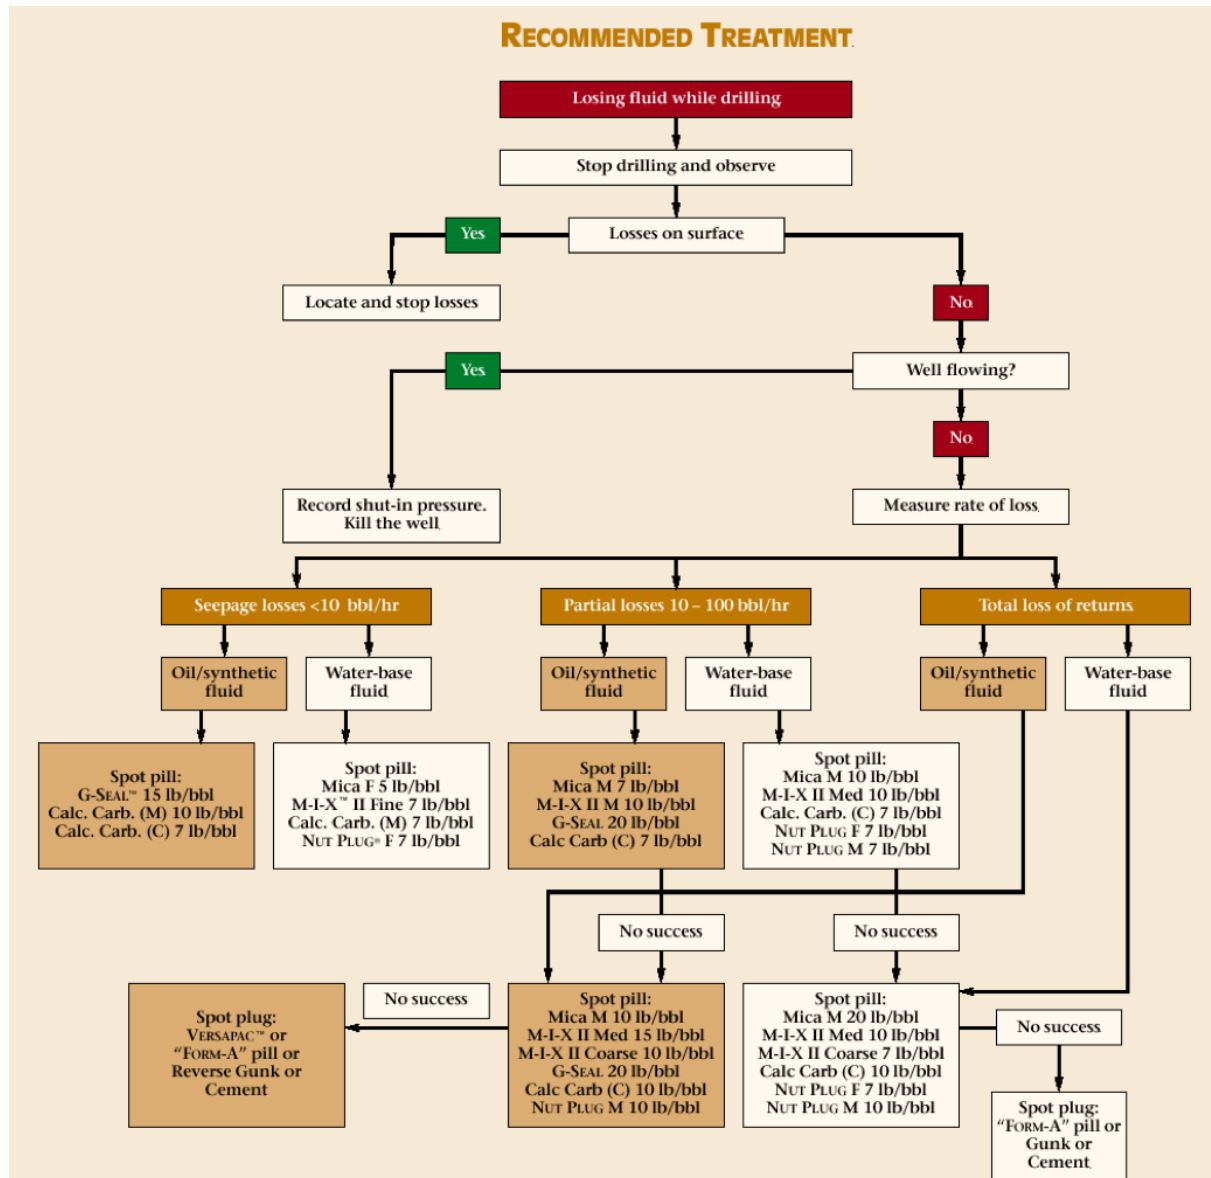 RECOMMENDED TREATMENT
Losing fluid while drilling
Stop drilling and observe
Yes
Losses on surface
Locate and stop losses
No
Yes
Well flowing?
No
Record shut-in pressure.
Kill the well
Measure rate of loss
Seepage losses <10 bbl/hr
Partial losses 10 – 100 bbl/hr
Total loss of returns
Oil/synthetic
fluid
Water-base
fluid
Oil/synthetic
fluid
Water-base
fluid
Oil/synthetic
fluid
Water-base
fluid
Spot pill:
G-SEAL™ 15 lb/bbl
Calc. Carb. (M) 10 lb/bbl
Calc. Carb. (C) 7 lb/bbl
Spot pill:
Mica F 5 lb/bbl
M-I-X™ II Fine 7 lb/bbl
Calc. Carb. (M) 7 lb/bbl
NUT PLUG® F 7 lb/bbl
Spot pill:
Mica M 7 lb/bbl
M-I-X II M 10 lb/bbl
G-SEAL 20 lb/bbl
Calc Carb (C) 7 lb/bbl
Spot pill:
Mica M 10 lb/bbl
M-I-X II Med 10 lb/bbl
Calc. Carb. (C) 7 lb/bbl
NUT PLUG F 7 lb/bbl
NUT PLUG M 7 lb/bbl
No success
No success
Spot plug:
VERSAPAC™ or
"FORM-A" pill or
Reverse Gunk or
Cement
No success
Spot pill:
Mica M 10 lb/bbl
M-I-X II Med 15 lb/bbl
M-I-X II Coarse 10 lb/bbl
G-SEAL 20 lb/bbl
Calc Carb (C) 10 lb/bbl
NUT PLUG M 10 lb/bbl
Spot pill:
Mica M 20 lb/bbl
M-I-X II Med 10 lb/bbl
M-I-X II Coarse 7 lb/bbl
Calc Carb (C) 10 lb/bbl
NUT PLUG F 7 lb/bbl
NUT PLUG M 10 lb/bbl
No success
Spot plug:
"FORM-A" pill or
Gunk or
Cement